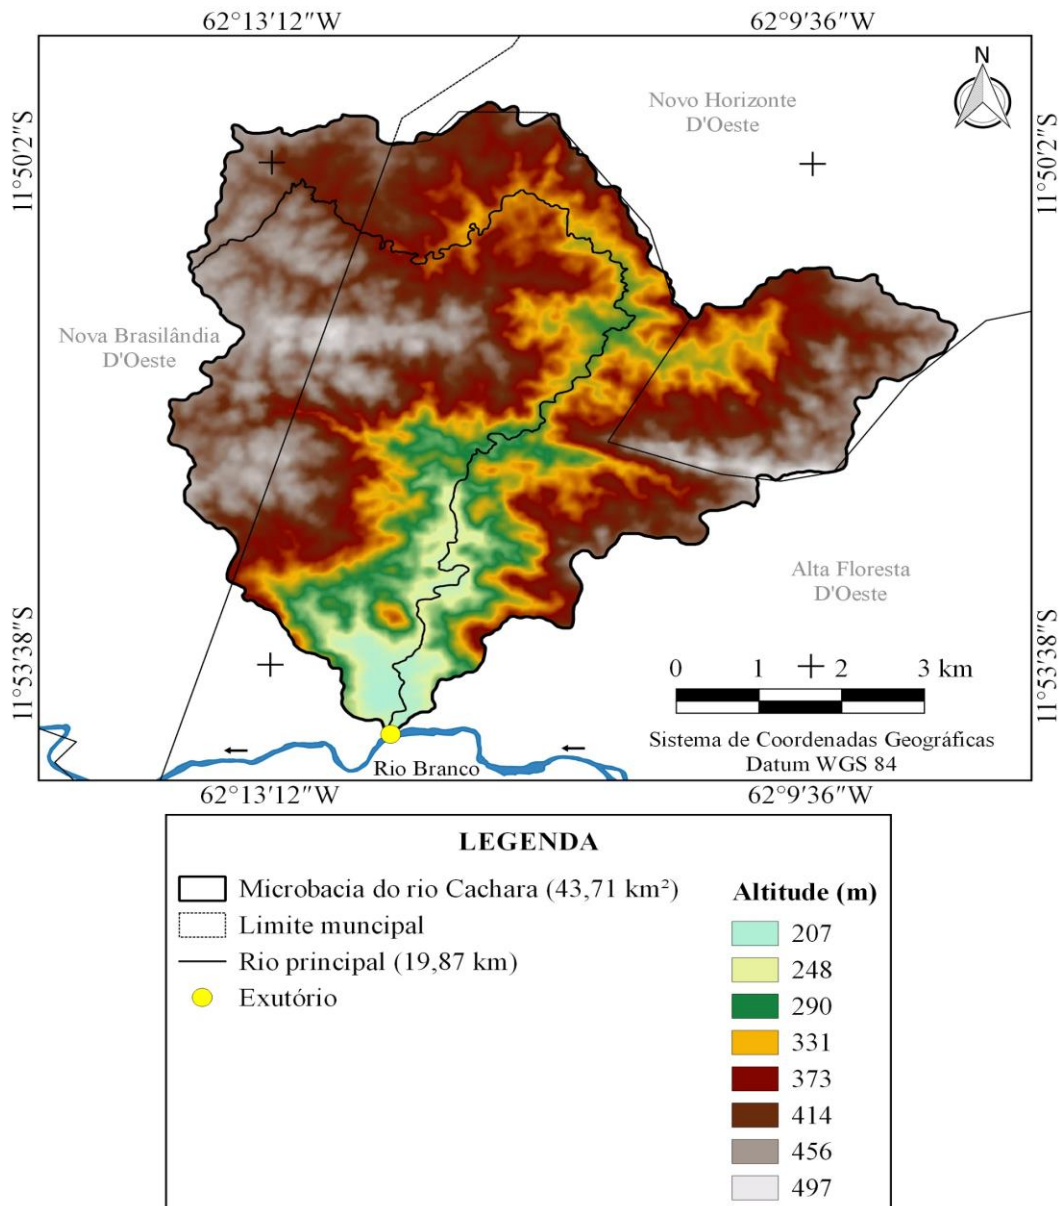 62°13'12"W
62°9'36"W
N
Novo Horizonte
D'Oeste
11°50'2"S
11°50'2"S
Nova Brasilândia
D'Oeste
Alta Floresta
D'Oeste
11°53'38"S
11°53'38"S
0 1 2 3 km
Sistema de Coordenadas Geográficas
Datum WGS 84
Rio Branco
62°13'12"W
62°9'36"W
LEGENDA
Microbacia do rio Cachara (43,71 km²)
Limite muncipal
Rio principal (19,87 km)
Exutório
Altitude (m)
207
248
290
331
373
414
456
497